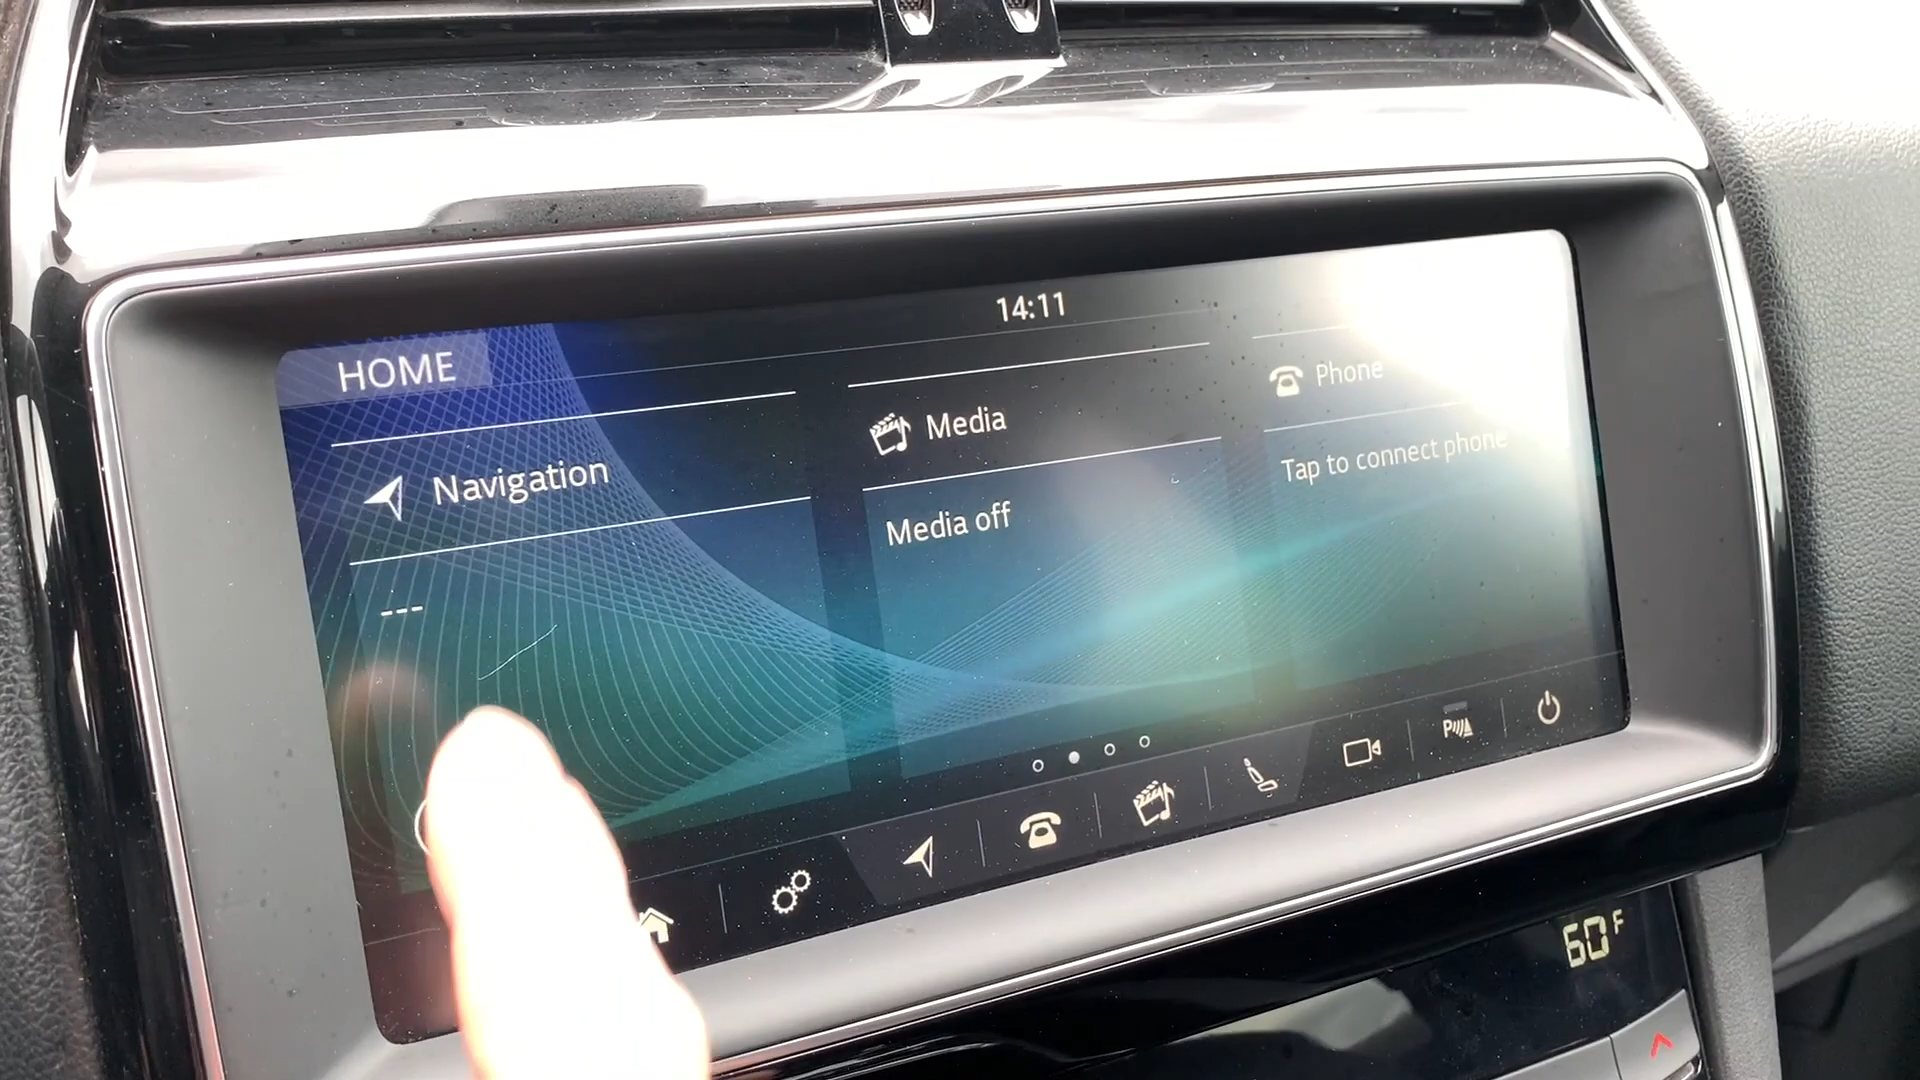 14:11
HOME
Navigation
---
Media
Media off
Phone
Tap to connect phone
P
60 F